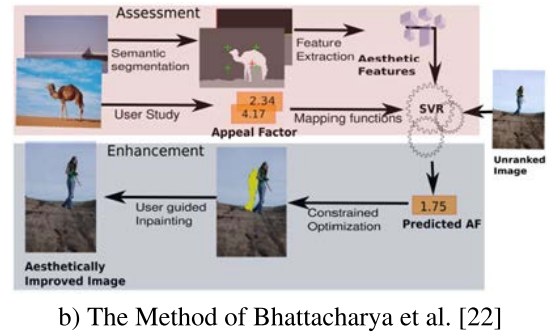 Assessment
Semantic
segmentation
Feature
Extraction
Aesthetic
Features
User Study
2.34
4.17
Appeal Factor
Mapping functions
SVR
Unranked
Image
Enhancement
User guided
Inpainting
Constrained
Optimization
1.75
Predicted AF
Aesthetically
Improved Image
b) The Method of Bhattacharya et al. [22]